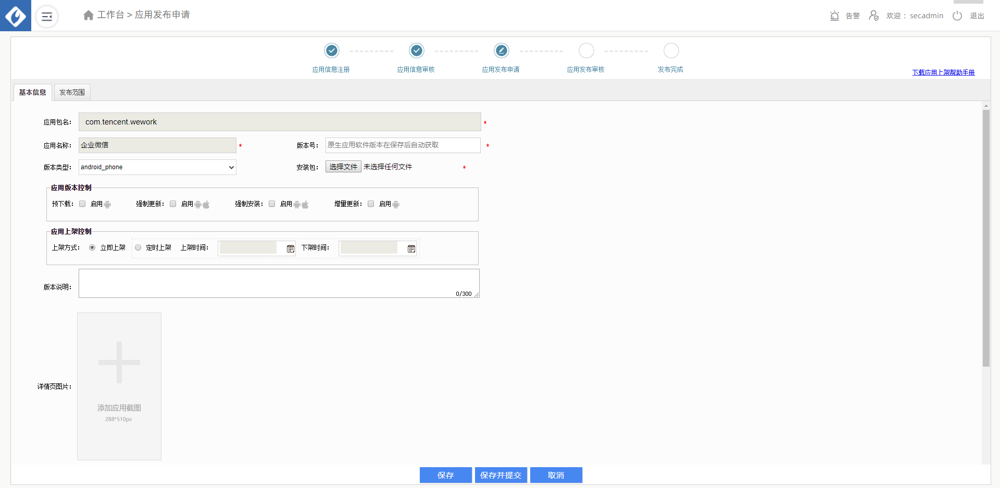 工作台 > 应用发布申请
告警 欢迎： secadmin 退出
应用信息注册 应用信息审核 应用发布申请 应用发布审核 发布完成
下载应用上架帮助手册
基本信息 发布范围
应用包名： com.tencent.wework *
应用名称： 企业微信 * 版本号： 原生应用软件版本在保存后自动获取 *
版本类型： android_phone 安装包： 选择文件 未选择任何文件 *
应用版本控制
预下载： 启用 强制更新： 启用 强制安装： 启用 增量更新： 启用
应用上架控制
上架方式： 立即上架 定时上架 上架时间： 下架时间：
版本说明：
0/300
详情页图片：
添加应用截图
288*510px
保存 保存并提交 取消